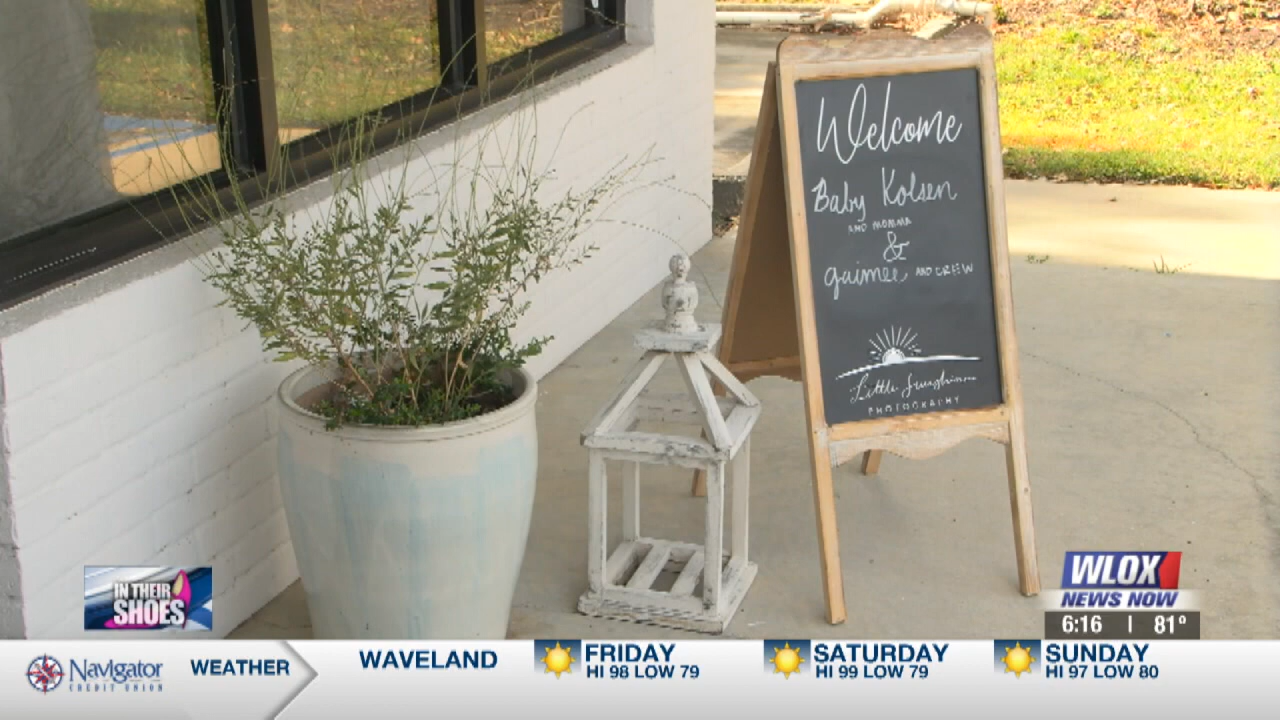 Welcome
Baby Kolsen
AND MOMMA
&
guimee AND CREW
Little Sunshine
PHOTOGRAPHY
IN THEIR
SHOES
WLOX
NEWS NOW
6:16 | 81°
Navigator
CREDIT UNION
WEATHER
WAVELAND
FRIDAY
HI 98 LOW 79
SATURDAY
HI 99 LOW 79
SUNDAY
HI 97 LOW 80